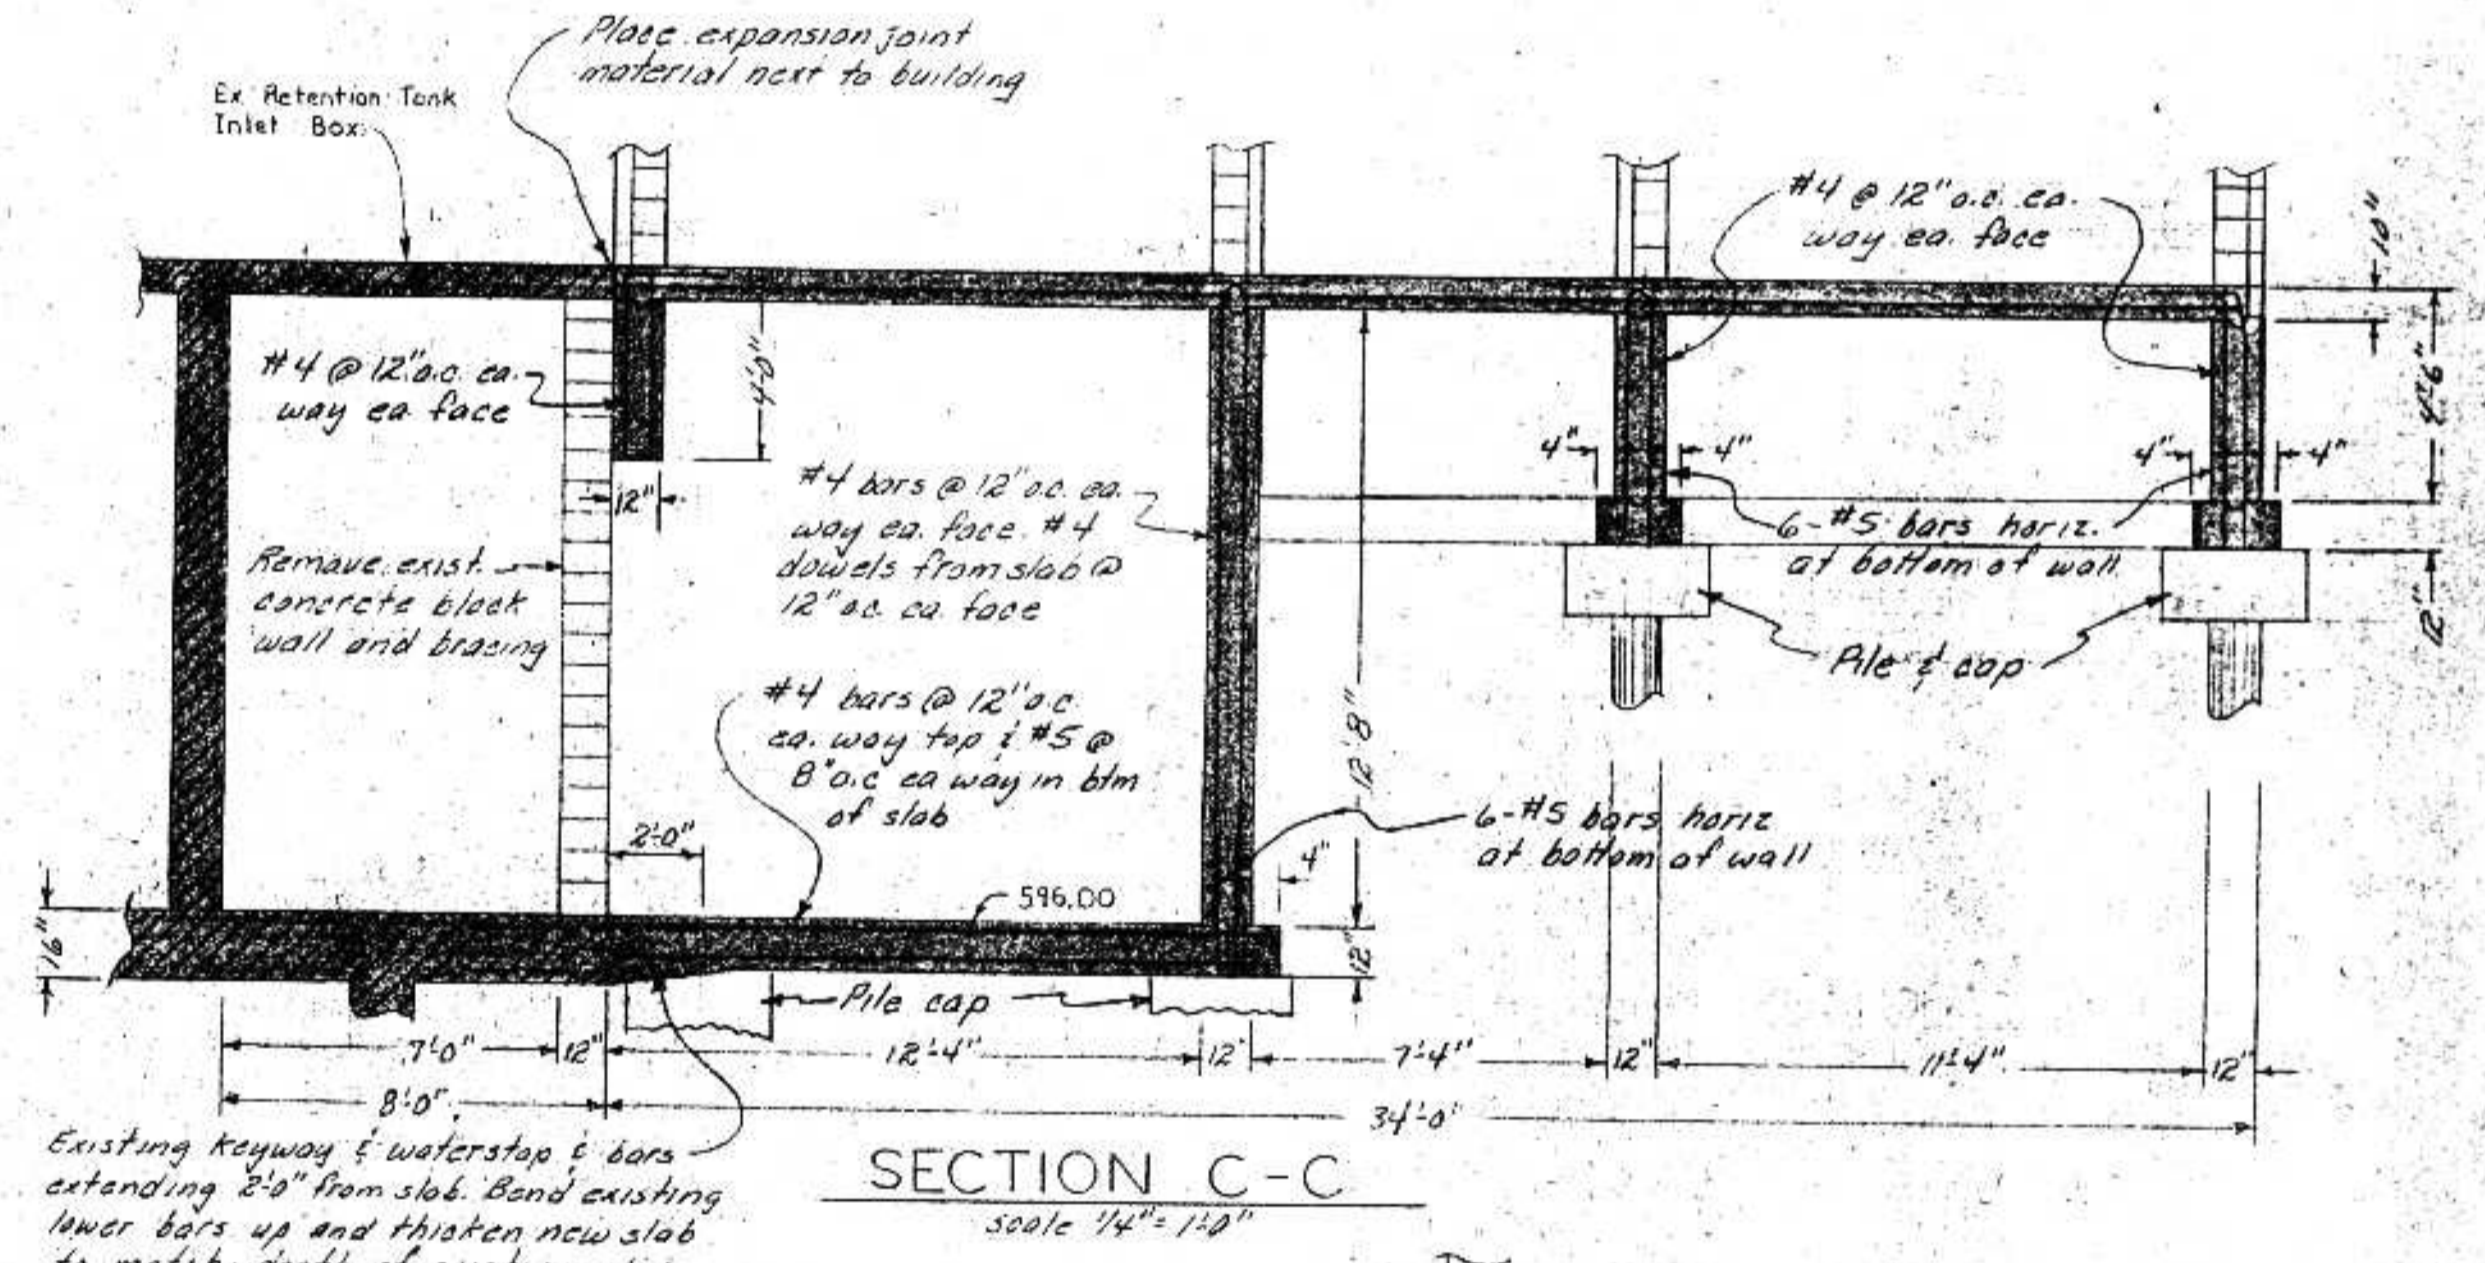 Place expansion joint
material next to building
Ex. Retention Tank
Inlet Box
#4 @ 12" o.c. ea.
way ea. face
10"
4'-6"
12"
#4 @ 12" o.c. ea.
way ea face
4'-0"
12"
4"
4"
4"
4"
#4 bars @ 12" o.c. ea.
way ea. face. #4
dowels from slab @
12" o.c. ea. face
6-#5 bars horiz.
at bottom of wall
Remove exist.
concrete block
wall and bracing
Pile & cap
#4 bars @ 12" o.c.
ea. way top & #5 @
8" o.c ea way in btm
of slab
12'-8"
6-#5 bars horiz
at bottom of wall
2'-0"
4"
596.00
16"
12"
Pile cap
7'-0"
12"
12'-4"
12"
7'-4"
12"
11'-4"
12"
8'-0"
34'-0"
Existing keyway & waterstop & bars
extending 2'-0" from slab. Bend existing
lower bars up and thicken new slab
to match depth of
SECTION C-C
scale 1/4" = 1'-0"